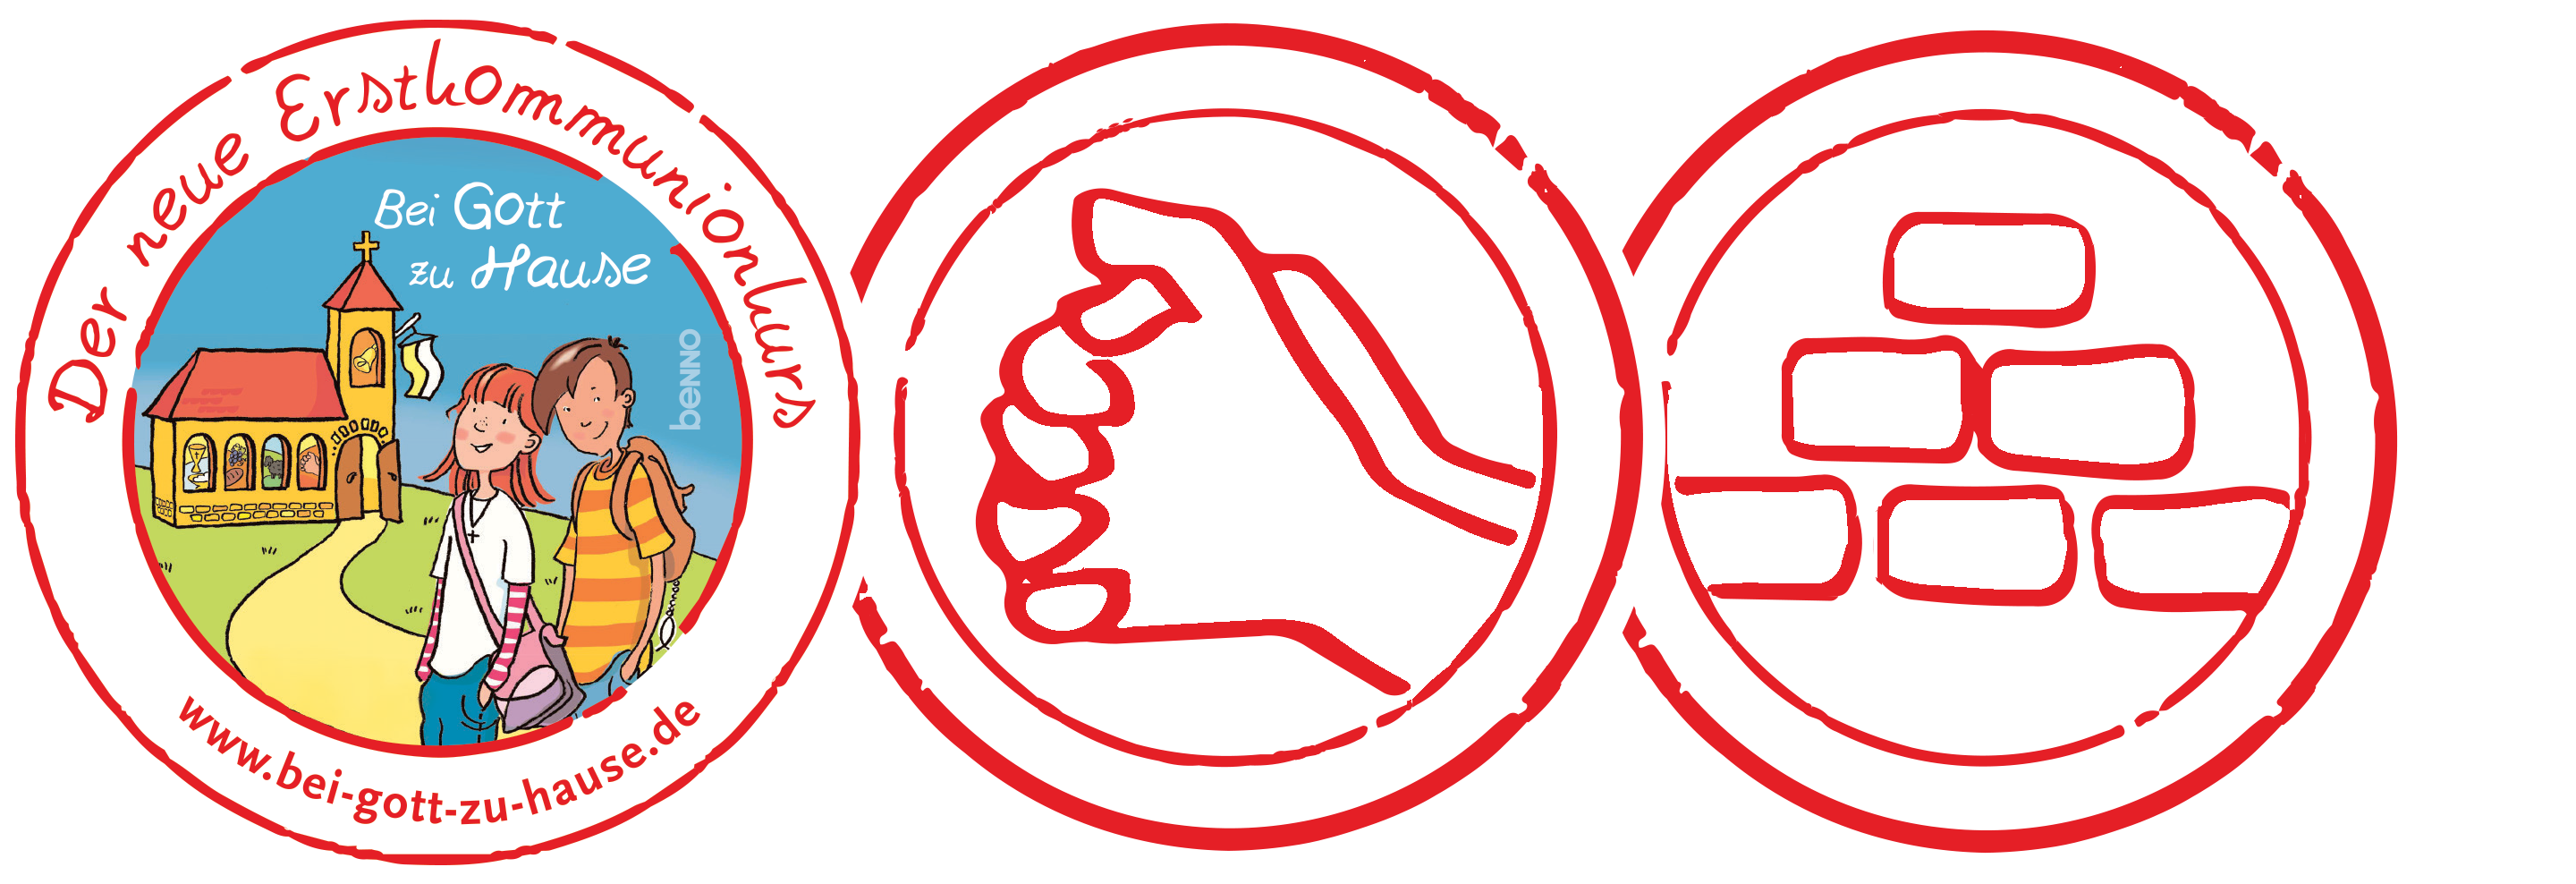 Der neue Erstkommunionkurs
Bei Gott
zu Hause
benno
www.bei-gott-zu-hause.de